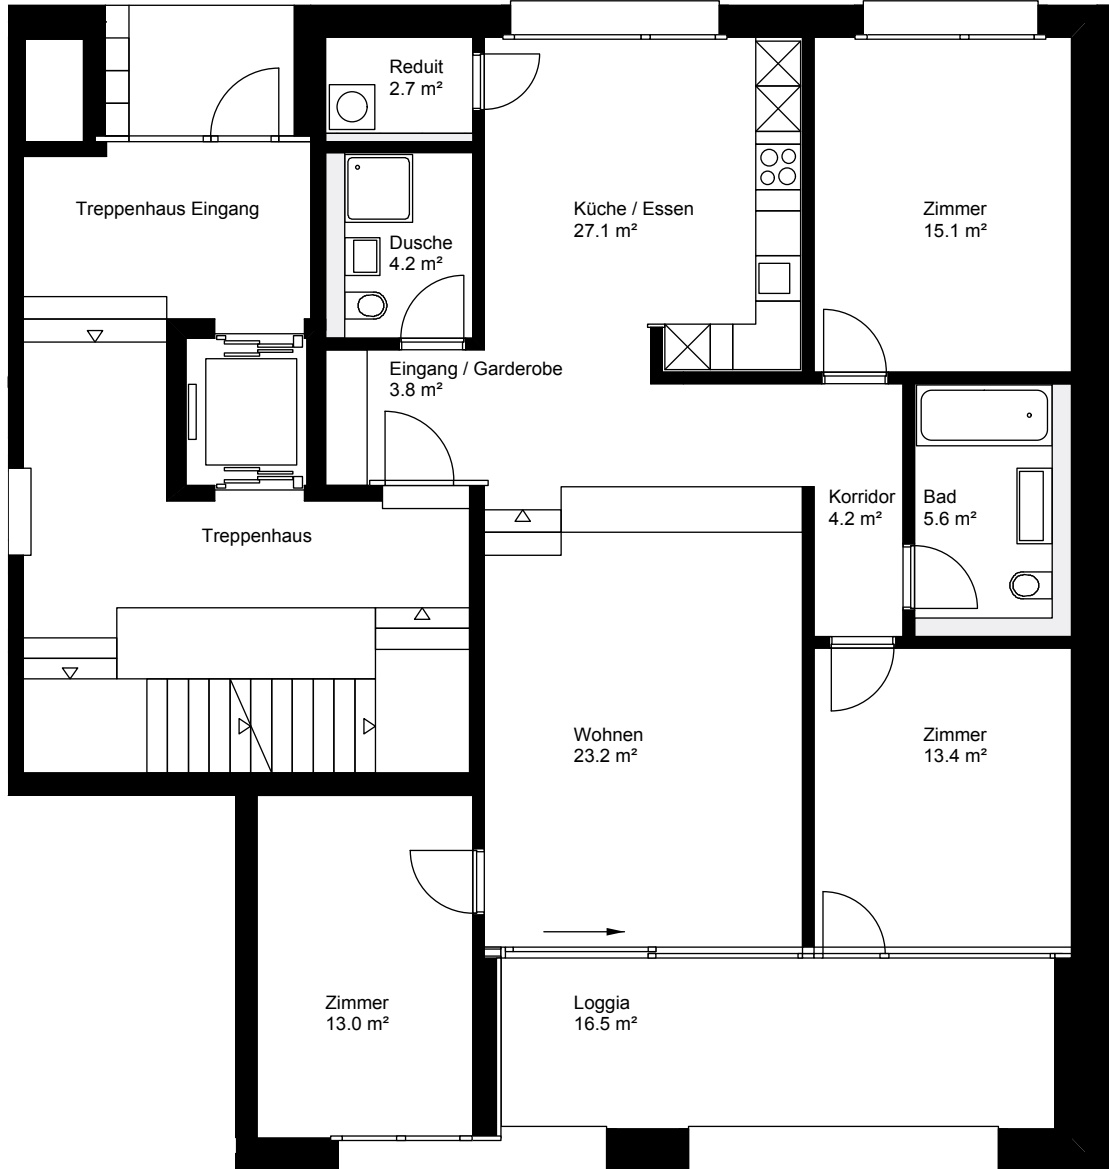 Reduit
2.7 m²
Treppenhaus Eingang
Dusche
4.2 m²
Küche / Essen
27.1 m²
Zimmer
15.1 m²
Eingang / Garderobe
3.8 m²
Treppenhaus
Korridor
4.2 m²
Bad
5.6 m²
Wohnen
23.2 m²
Zimmer
13.4 m²
Zimmer
13.0 m²
Loggia
16.5 m²